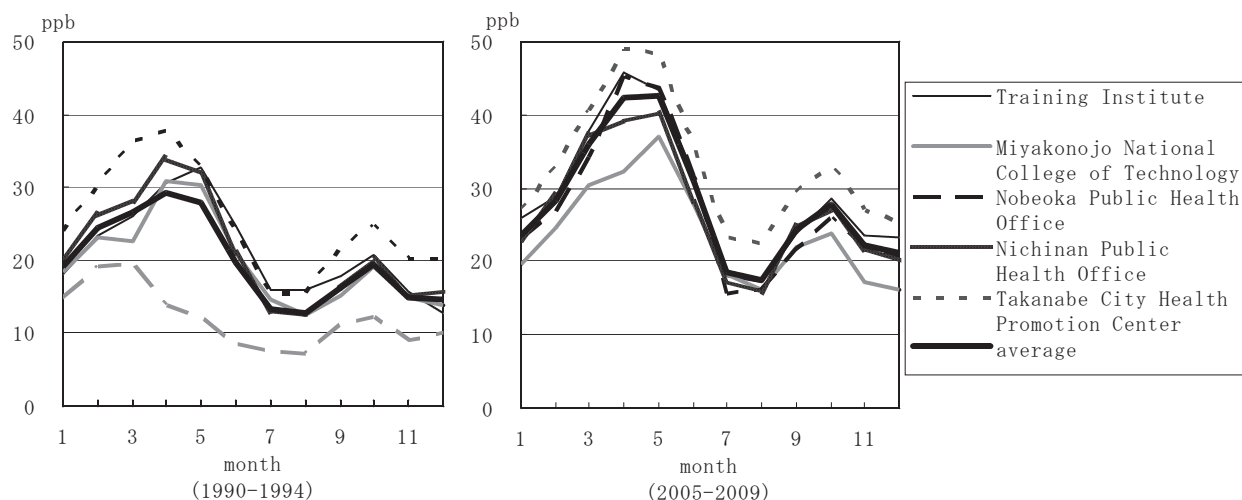 ppb
50
40
30
20
10
0
1 3 5 7 9 11
month
(1990-1994)
ppb
50
40
30
20
10
0
1 3 5 7 9 11
month
(2005-2009)
Training Institute
Miyakonojo National
College of Technology
Nobeoka Public Health
Office
Nichinan Public
Health Office
Takanabe City Health
Promotion Center
average